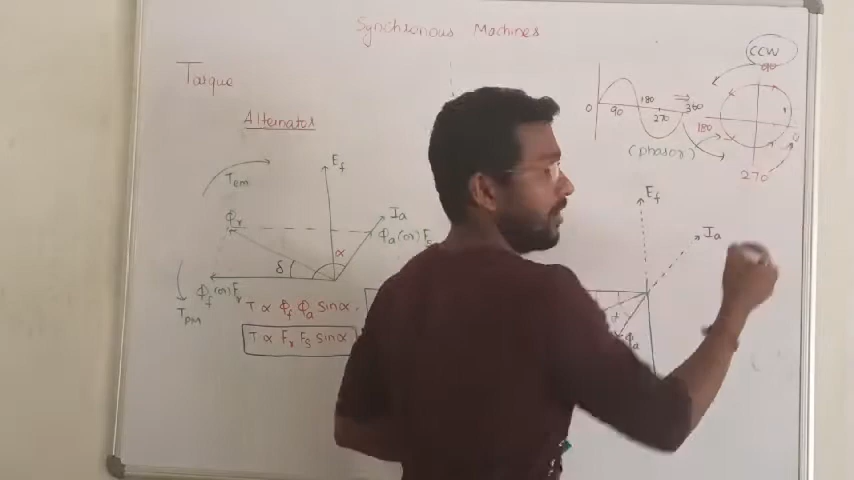 Synchronous Machines
Torque
Alternator
CCW
90
0
90
180
270
360
180
0
270
(phasor)
Tem
Ef
Φr
Ia
α
Φa (or) Fs
δ
Φf (or) Fr
Tpm
T ∝ Φf Φa Sinα.
T ∝ Fr Fs Sinα
Ef
Ia
Φa